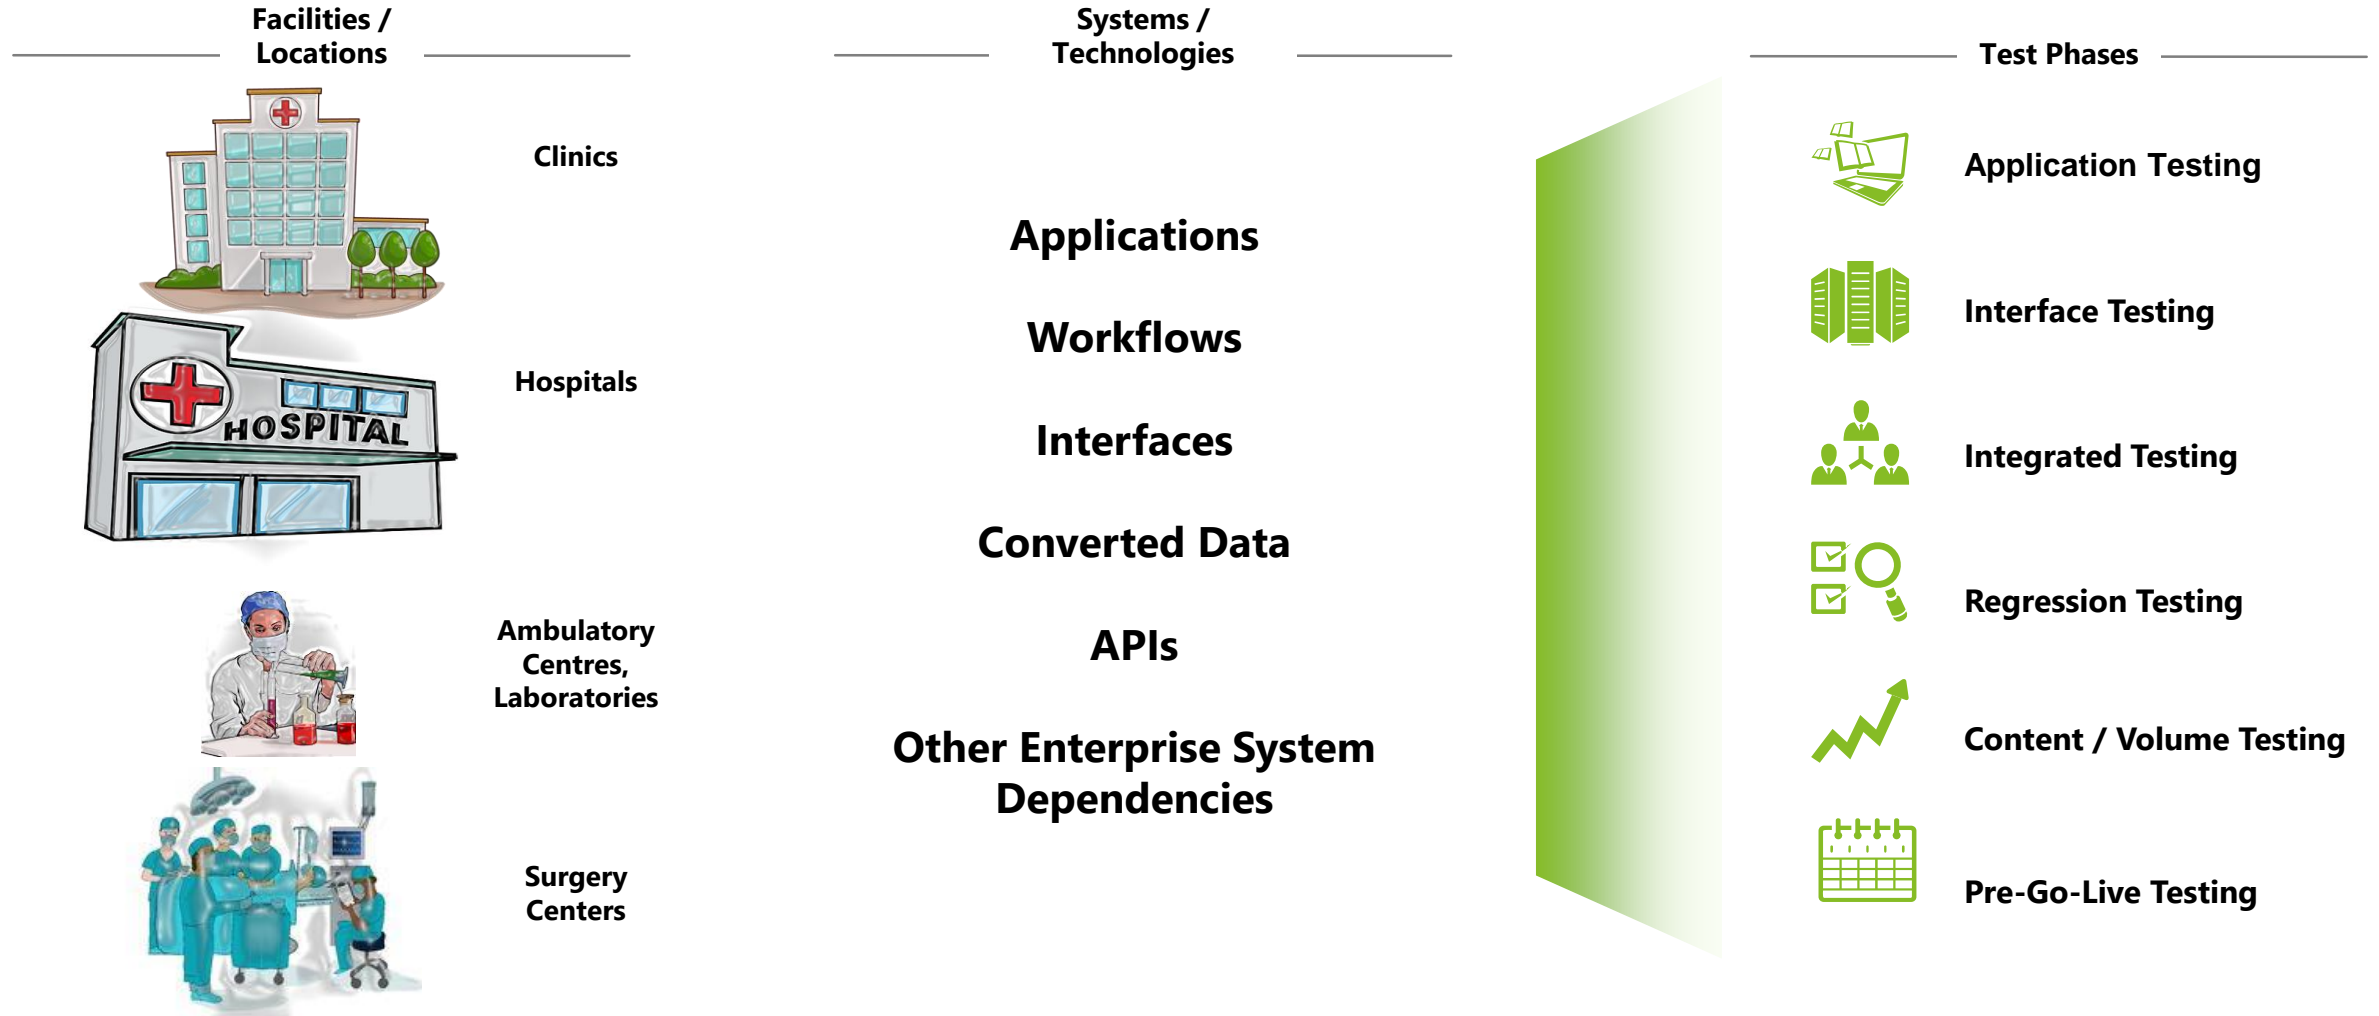 Facilities /
Locations
Clinics
HOSPITAL
Hospitals
Ambulatory
Centres,
Laboratories
Surgery
Centers
Systems /
Technologies
Applications
Workflows
Interfaces
Converted Data
APIs
Other Enterprise System
Dependencies
Test Phases
Application Testing
Interface Testing
Integrated Testing
Regression Testing
Content / Volume Testing
Pre-Go-Live Testing